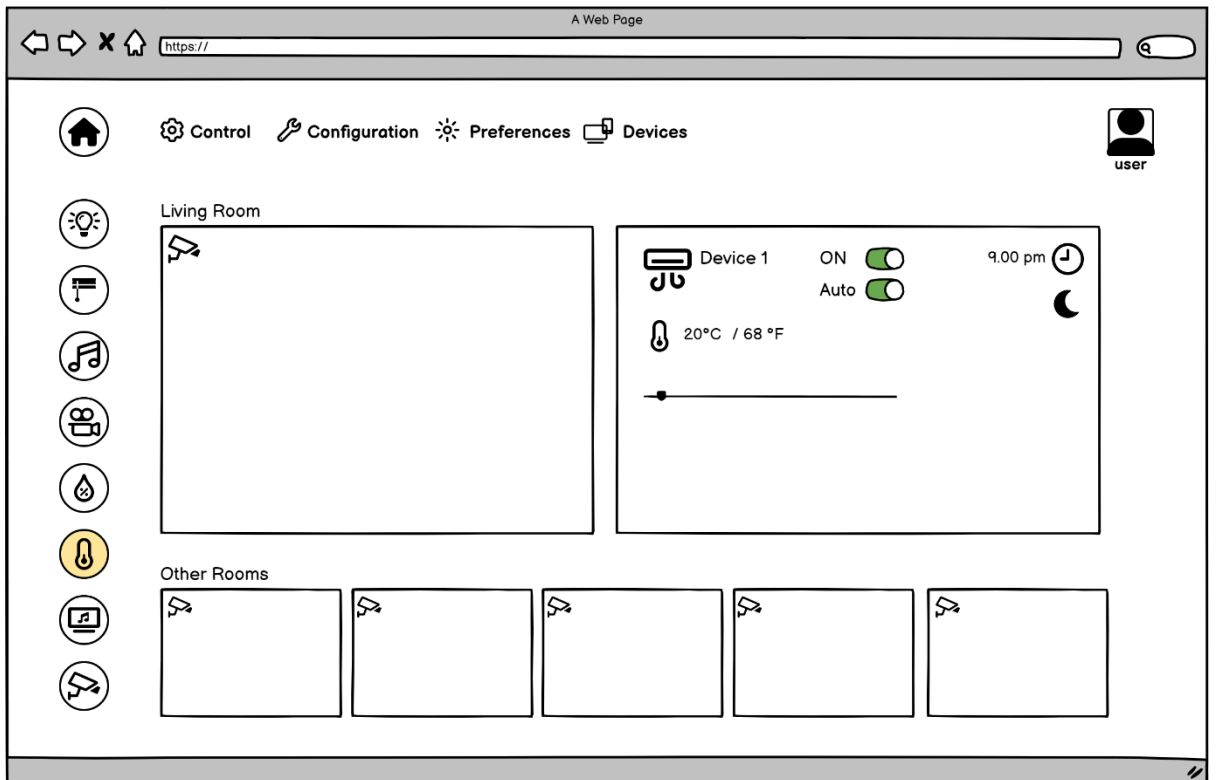 A Web Page
https://
Control Configuration Preferences Devices
user
Living Room
Device 1 ON 9.00 pm
Auto
20°C / 68 °F
Other Rooms